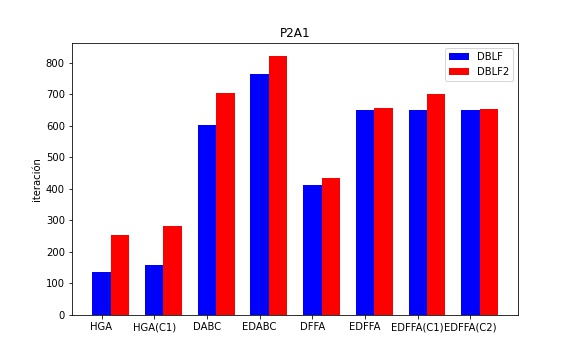 P2A1
DBLF
DBLF2
iteración
800
700
600
500
400
300
200
100
0
HGA HGA(C1) DABC EDABC DFFA EDFFA EDFFA(C1) EDFFA(C2)